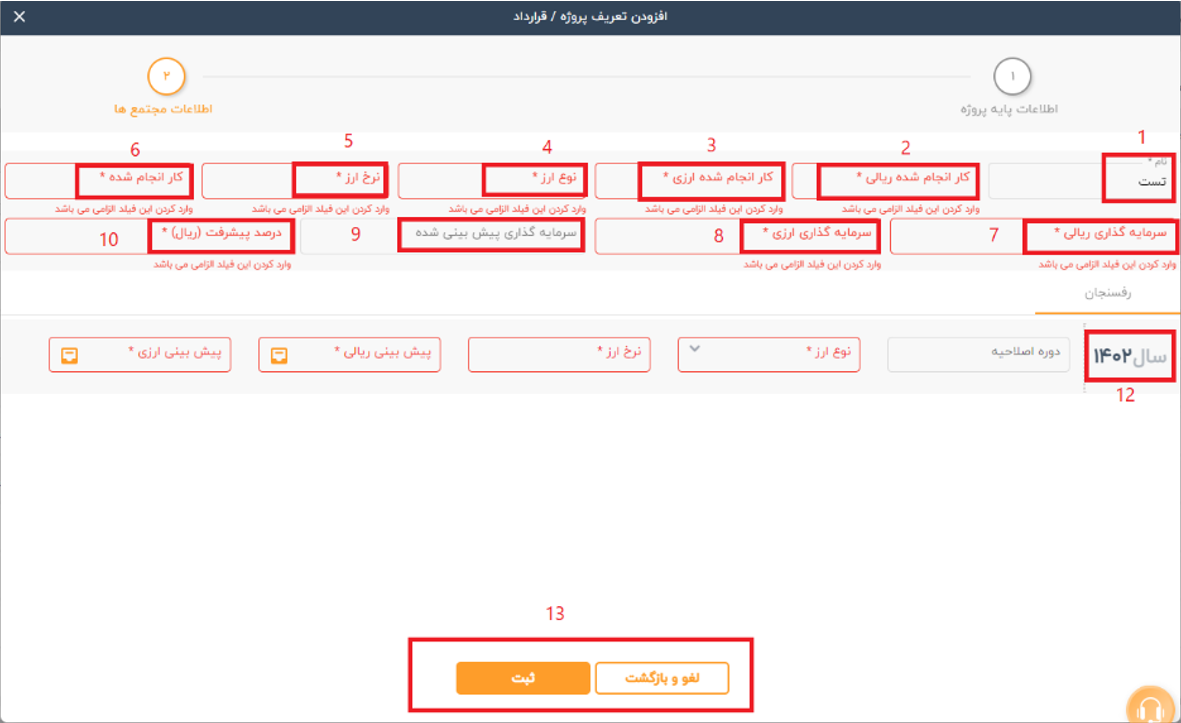 افزودن تعریف پروژه / قرارداد
۱
۲
اطلاعات پایه پروژه
اطلاعات مجتمع ها
1
2
3
4
5
6
نام *
تست
کار انجام شده ریالی *
کار انجام شده ارزی *
نوع ارز *
نرخ ارز *
کار انجام شده *
وارد کردن این فیلد الزامی می باشد
وارد کردن این فیلد الزامی می باشد
وارد کردن این فیلد الزامی می باشد
وارد کردن این فیلد الزامی می باشد
وارد کردن این فیلد الزامی می باشد
سرمایه گذاری ریالی *
7
سرمایه گذاری ارزی *
8
سرمایه گذاری پیش بینی شده
9
درصد پیشرفت (ریال) *
10
وارد کردن این فیلد الزامی می باشد
وارد کردن این فیلد الزامی می باشد
وارد کردن این فیلد الزامی می باشد
رفسنجان
سال ۱۴۰۲
دوره اصلاحیه
نوع ارز *
نرخ ارز *
پیش بینی ریالی *
پیش بینی ارزی *
12
13
لغو و بازگشت
ثبت